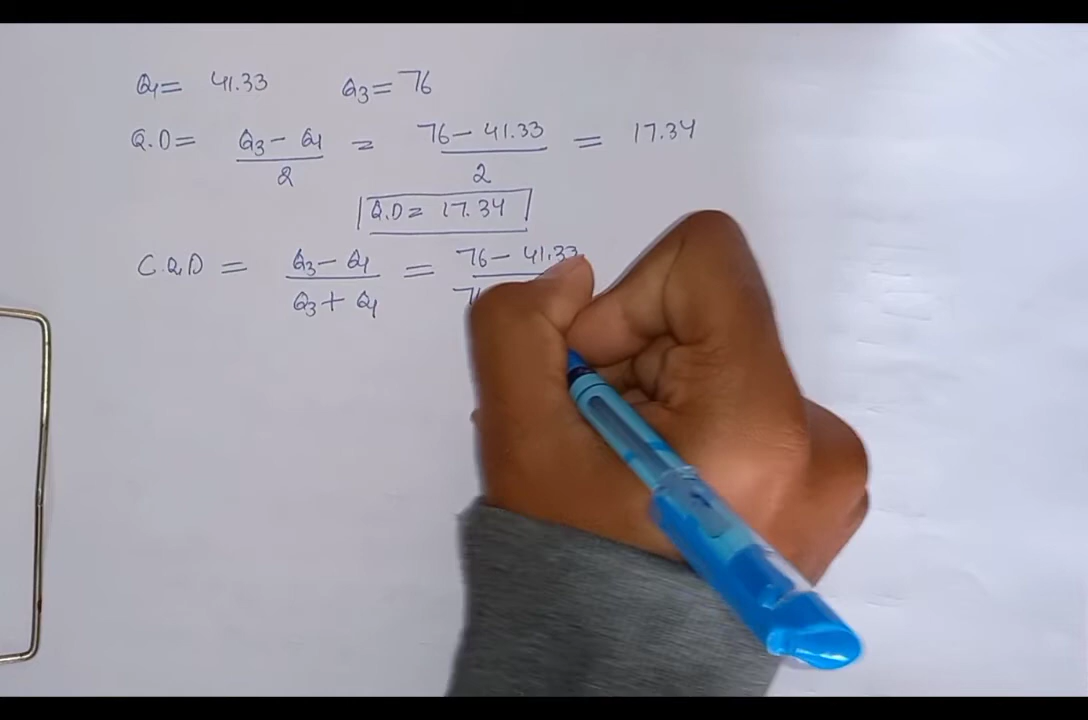 Q1 = 41.33 Q3 = 76
Q.D = Q3 - Q1 / 2 = 76 - 41.33 / 2 = 17.34
Q.D = 17.34
C.Q.D = Q3 - Q1 / Q3 + Q1 = 76 - 41.33